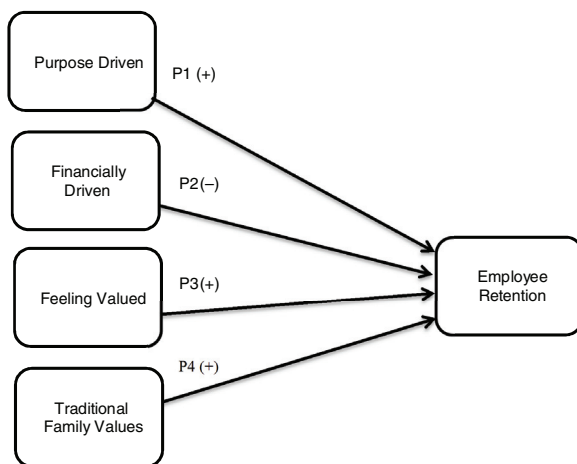 Purpose Driven
P1 (+)
Financially
Driven
P2(–)
Feeling Valued
P3(+)
Employee
Retention
P4 (+)
Traditional
Family Values